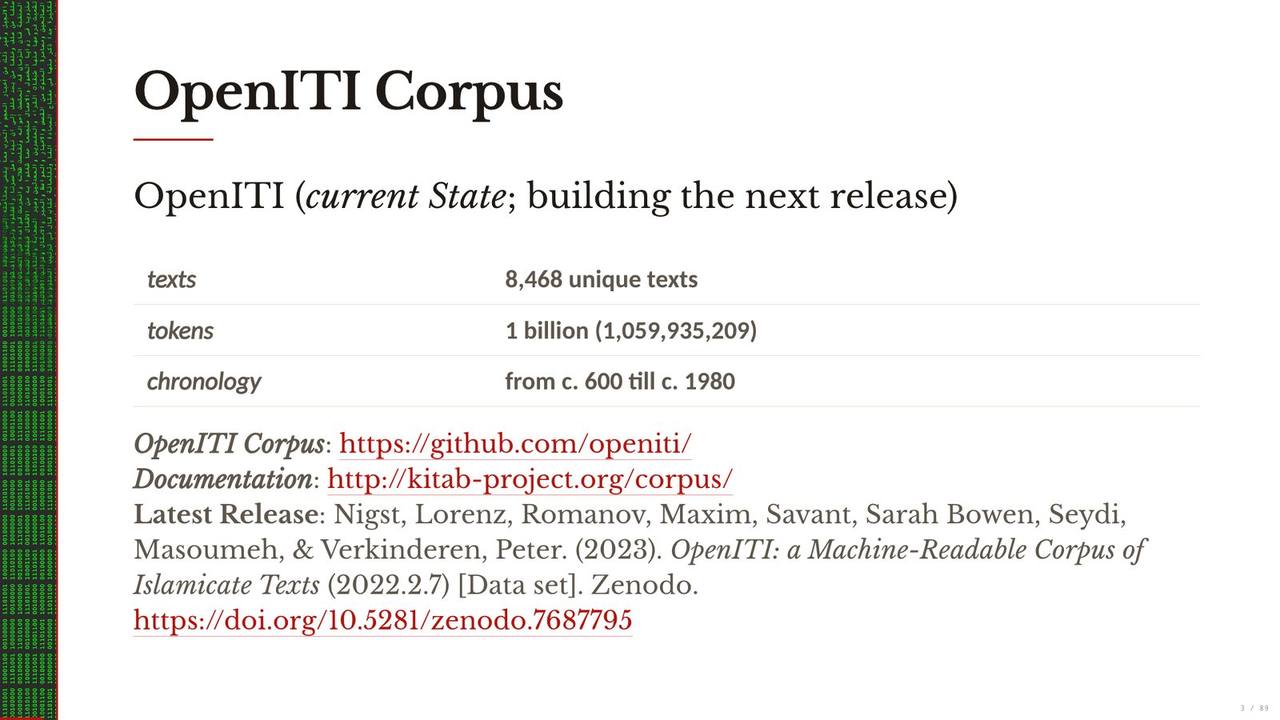 OpenITI Corpus
OpenITI (current State; building the next release)
texts 8,468 unique texts
tokens 1 billion (1,059,935,209)
chronology from c. 600 till c. 1980
OpenITI Corpus: https://github.com/openiti/
Documentation: http://kitab-project.org/corpus/
Latest Release: Nigst, Lorenz, Romanov, Maxim, Savant, Sarah Bowen, Seydi,
Masoumeh, & Verkinderen, Peter. (2023). OpenITI: a Machine-Readable Corpus of
Islamicate Texts (2022.2.7) [Data set]. Zenodo.
https://doi.org/10.5281/zenodo.7687795
3 / 89